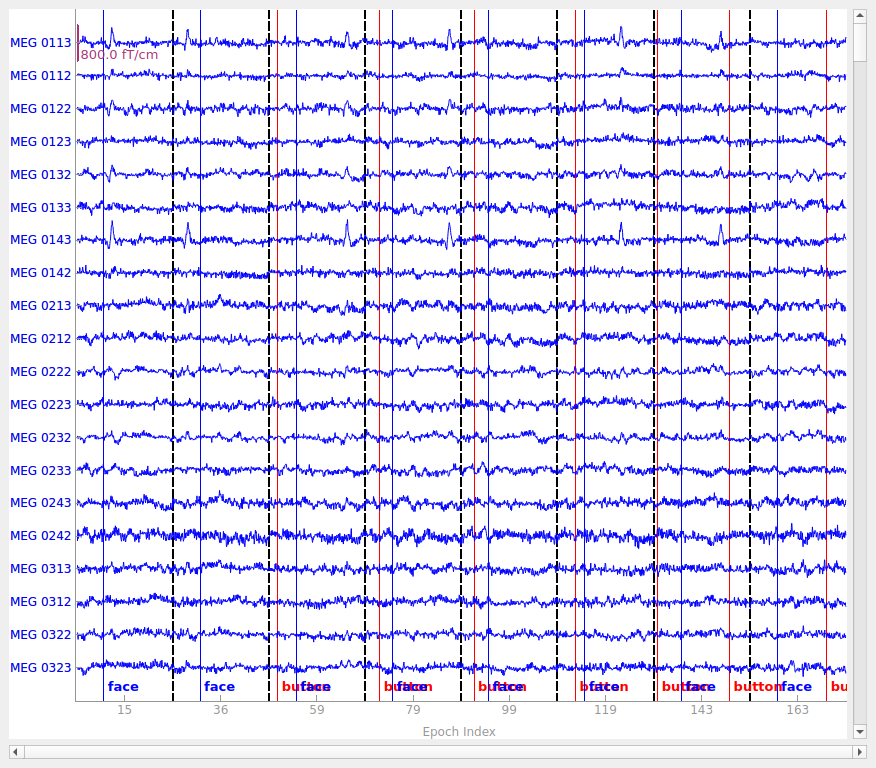 MEG 0113
800.0 fT/cm
MEG 0112
MEG 0122
MEG 0123
MEG 0132
MEG 0133
MEG 0143
MEG 0142
MEG 0213
MEG 0212
MEG 0222
MEG 0223
MEG 0232
MEG 0233
MEG 0243
MEG 0242
MEG 0313
MEG 0312
MEG 0322
MEG 0323
face face button face button face button face button face button face button face bu
15 36 59 79 99 119 143 163
Epoch Index